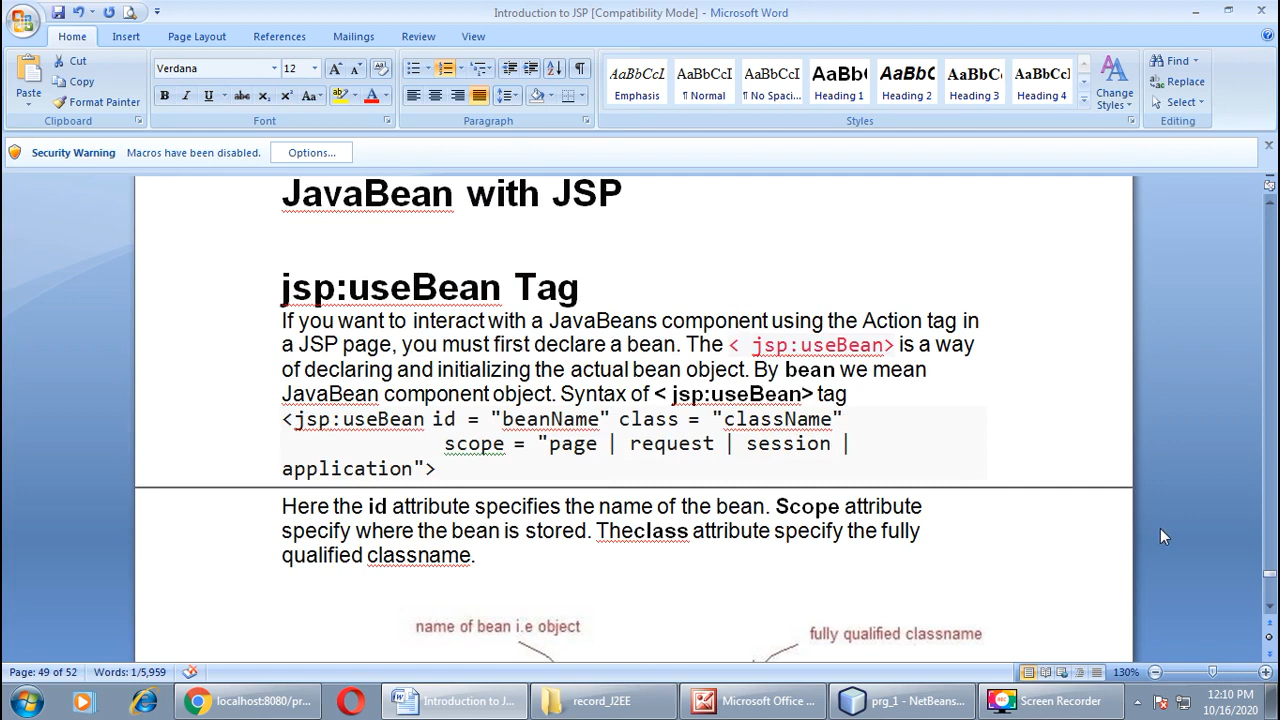 Introduction to JSP [Compatibility Mode] - Microsoft Word
Home Insert Page Layout References Mailings Review View
Paste Cut Copy Format Painter
Clipboard
Verdana 12
B I U abc x₂ x² Aa A
Font
Paragraph
AaBbCcI AaBbCcI AaBbCcI AaBb( AaBbC AaBbCcI AaBbCc:
Emphasis ¶ Normal ¶ No Spaci... Heading 1 Heading 2 Heading 3 Heading 4
Change Styles
Styles
Find Replace Select
Editing
Security Warning Macros have been disabled. Options...
JavaBean with JSP
jsp:useBean Tag
If you want to interact with a JavaBeans component using the Action tag in
a JSP page, you must first declare a bean. The < jsp:useBean> is a way
of declaring and initializing the actual bean object. By bean we mean
JavaBean component object. Syntax of < jsp:useBean> tag
<jsp:useBean id = "beanName" class = "className"
scope = "page | request | session |
application">
Here the id attribute specifies the name of the bean. Scope attribute
specify where the bean is stored. Theclass attribute specify the fully
qualified classname.
name of bean i.e object
fully qualified classname
Page: 49 of 52 Words: 1/5,959 130%
localhost:8080/pr... Introduction to J... record_J2EE Microsoft Office ... prg_1 - NetBeans... Screen Recorder
12:10 PM
10/16/2020